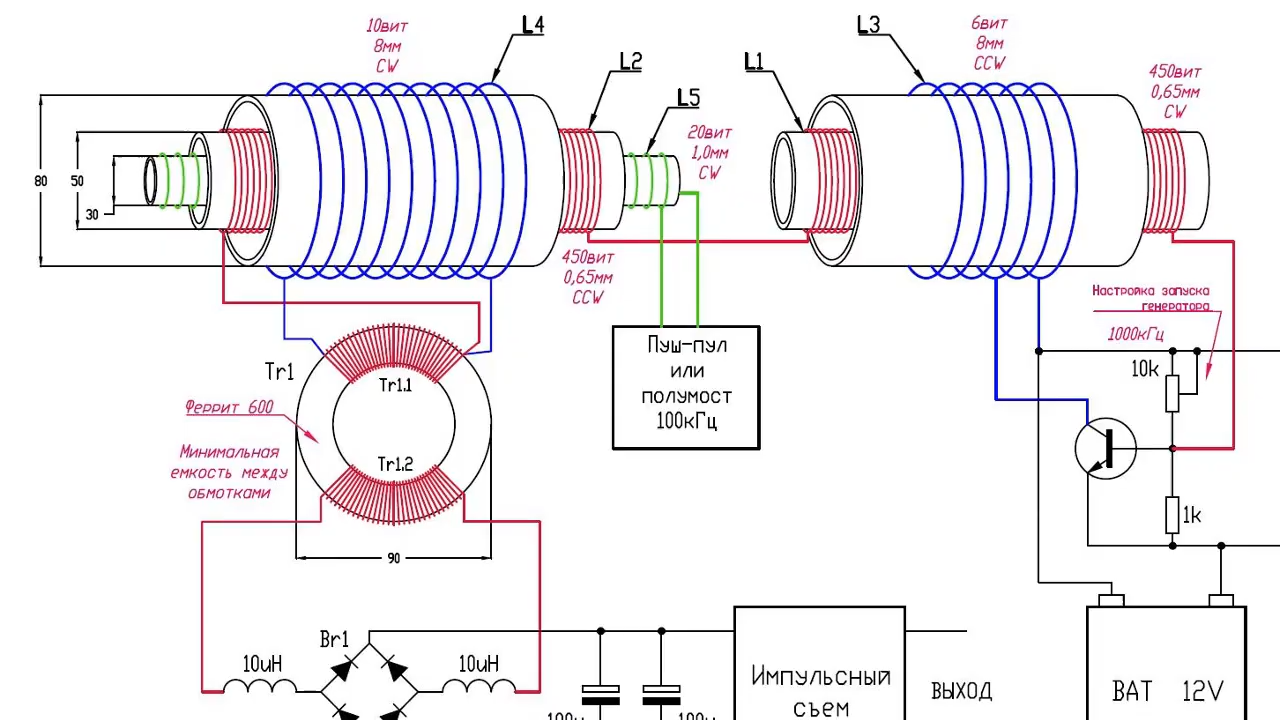 10вит
8мм
CW
L4
L2
L5
20вит
1,0мм
CW
L1
L3
6вит
8мм
CCW
450вит
0,65мм
CW
80
50
30
450вит
0,65мм
CCW
Настройка запуска
генератора
1000кГц
Пуш-пул
или
полумост
100кГц
10k
1k
Tr1
Tr1.1
Феррит 600
Минимальная
емкость между
обмотками
Tr1.2
90
Br1
10uH
10uH
Импульсный
съем
ВЫХОД
BAT 12V